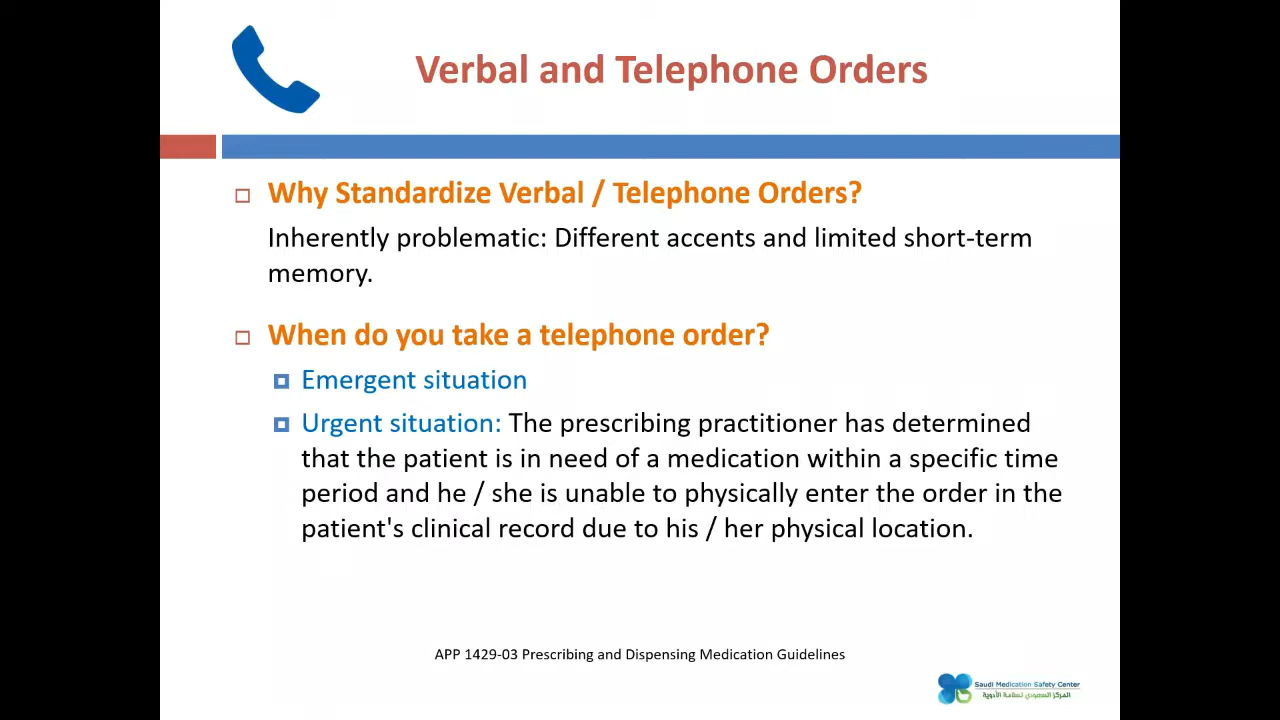 Verbal and Telephone Orders
Why Standardize Verbal / Telephone Orders?
Inherently problematic: Different accents and limited short-term
memory.
When do you take a telephone order?
Emergent situation
Urgent situation: The prescribing practitioner has determined
that the patient is in need of a medication within a specific time
period and he / she is unable to physically enter the order in the
patient's clinical record due to his / her physical location.
APP 1429-03 Prescribing and Dispensing Medication Guidelines
Saudi Medication Safety Center
المركز السعودي لسلامة الأدوية